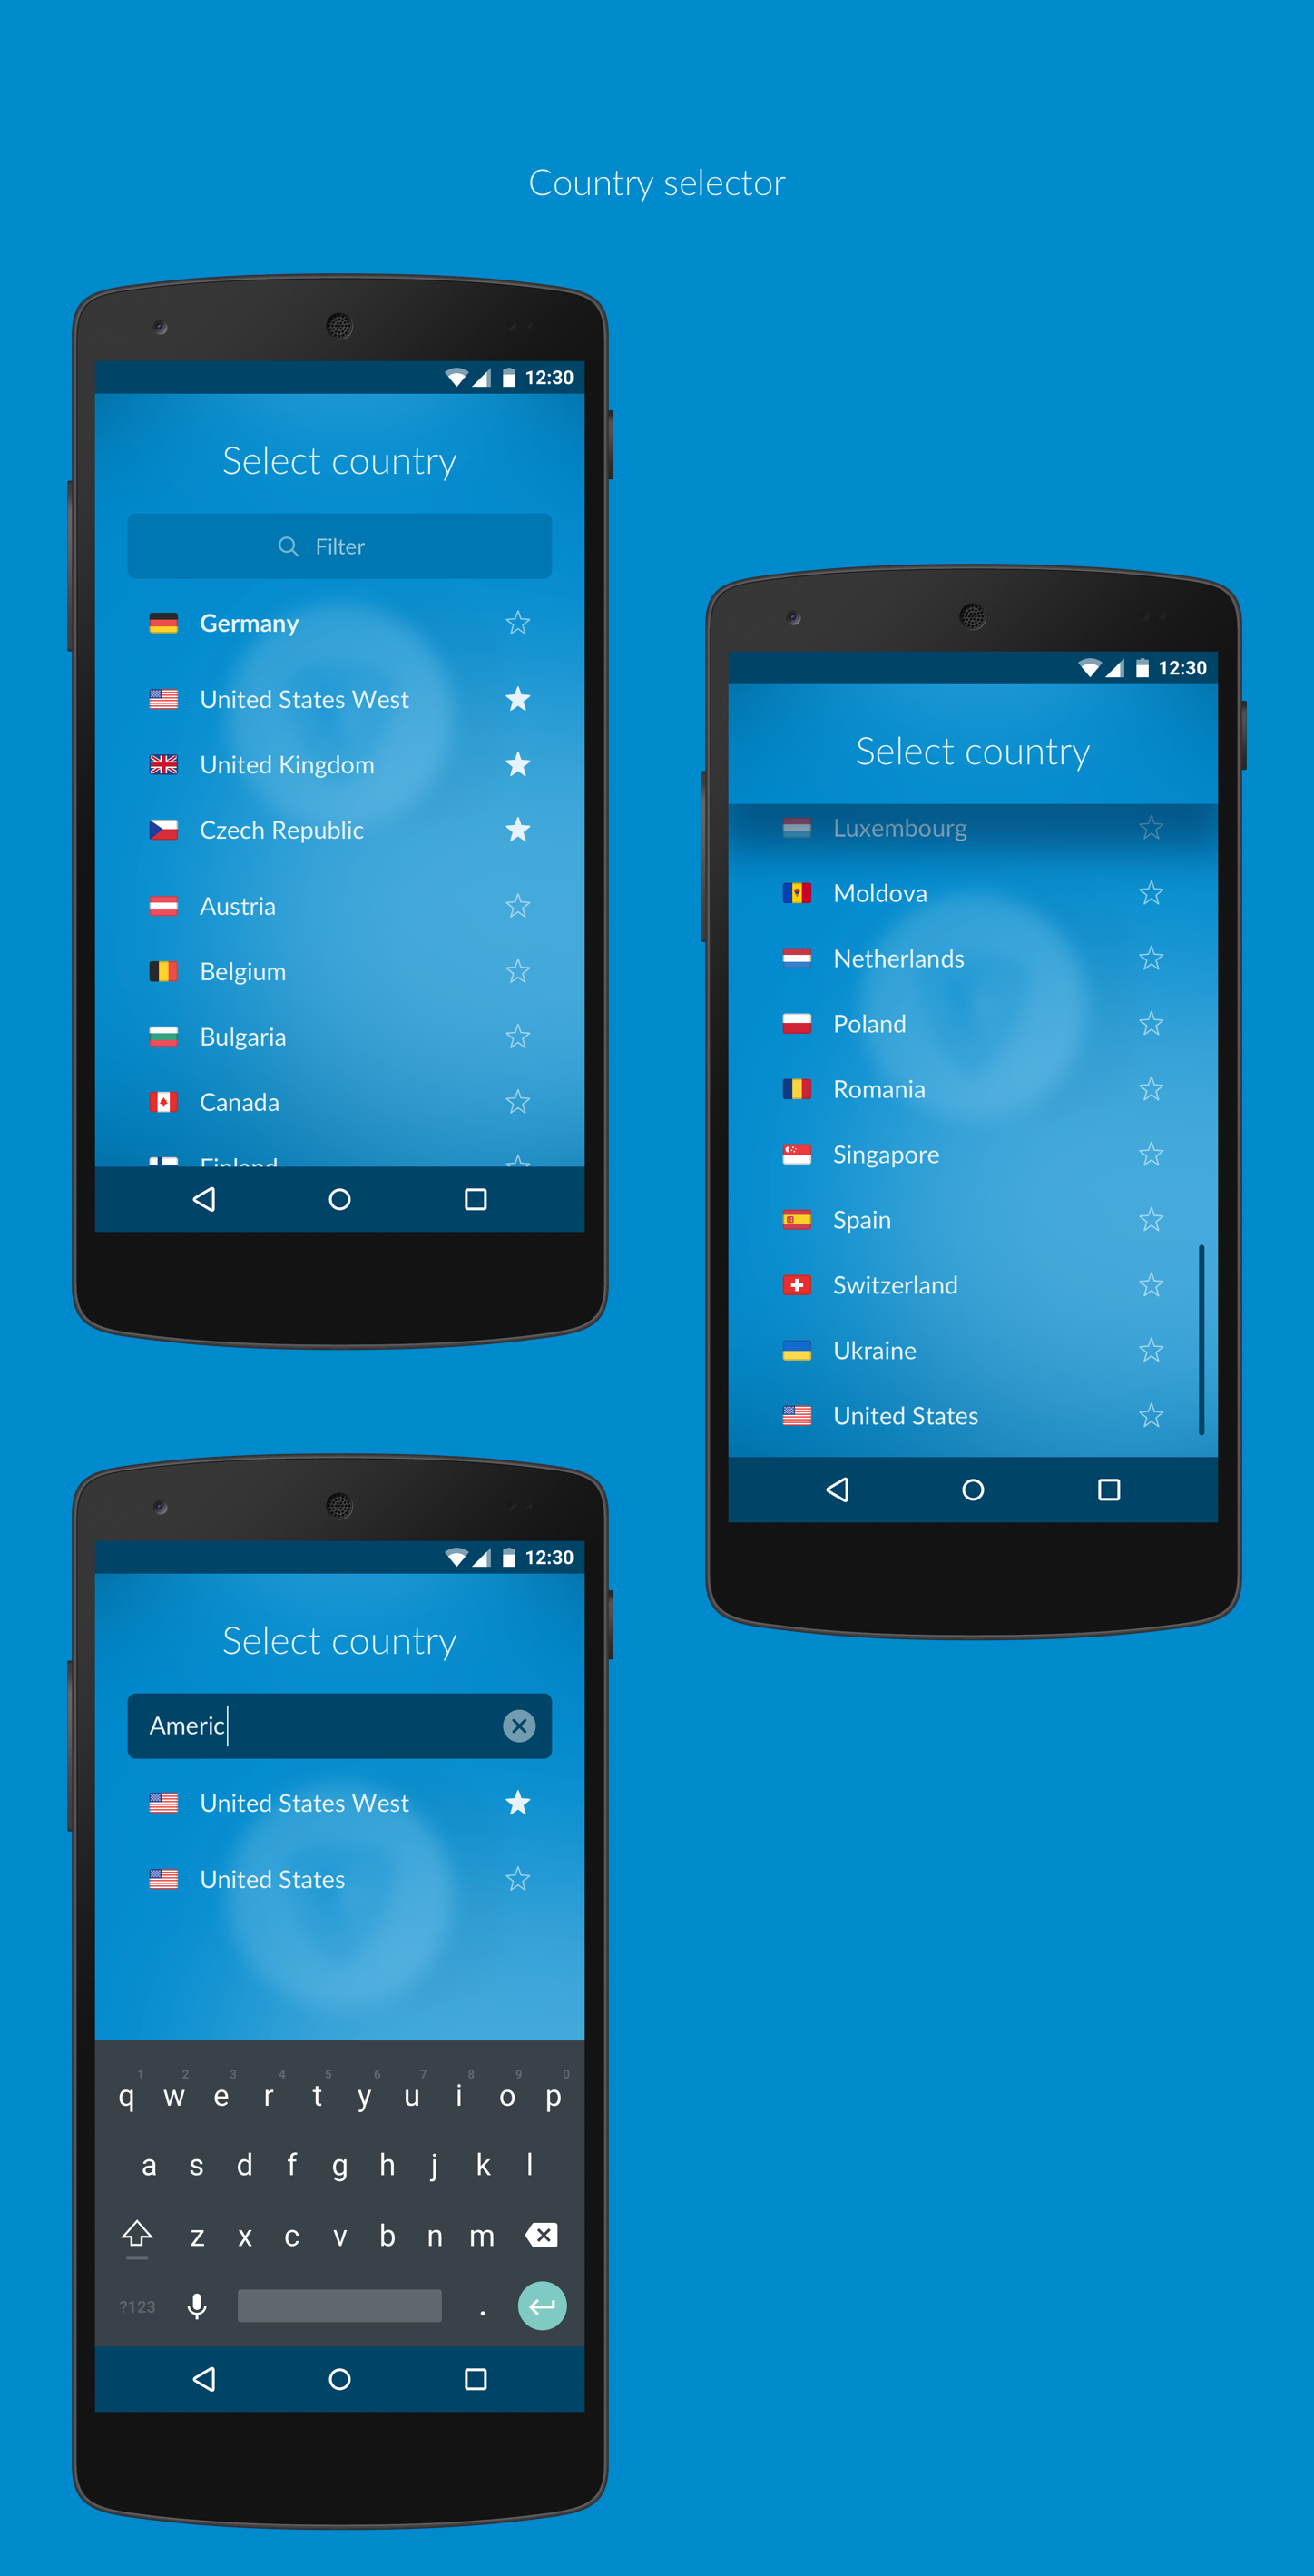 Country selector
12:30
Select country
Filter
Germany
United States West
United Kingdom
Czech Republic
Austria
Belgium
Bulgaria
Canada
Finland
12:30
Select country
Luxembourg
Moldova
Netherlands
Poland
Romania
Singapore
Spain
Switzerland
Ukraine
United States
12:30
Select country
Americ
United States West
United States
1 2 3 4 5 6 7 8 9 0
q w e r t y u i o p
a s d f g h j k l
z x c v b n m
?123 .